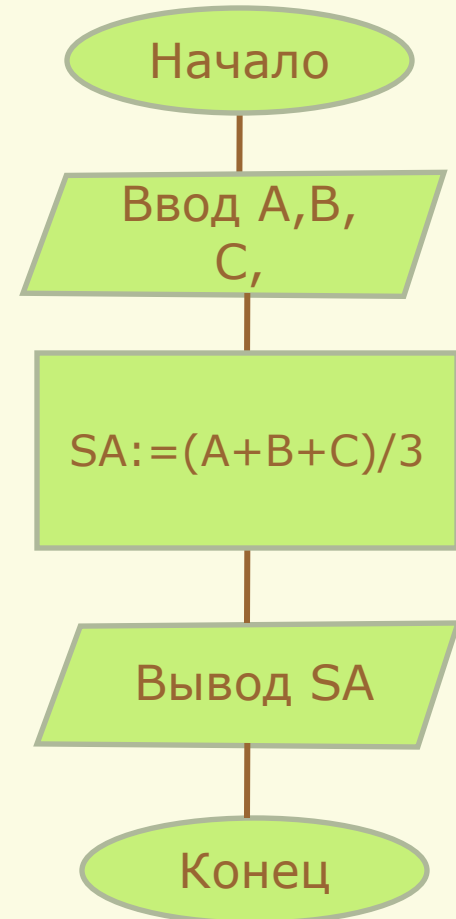 Начало
Ввод A,B,
C,
SA:=(A+B+C)/3
Вывод SA
Конец